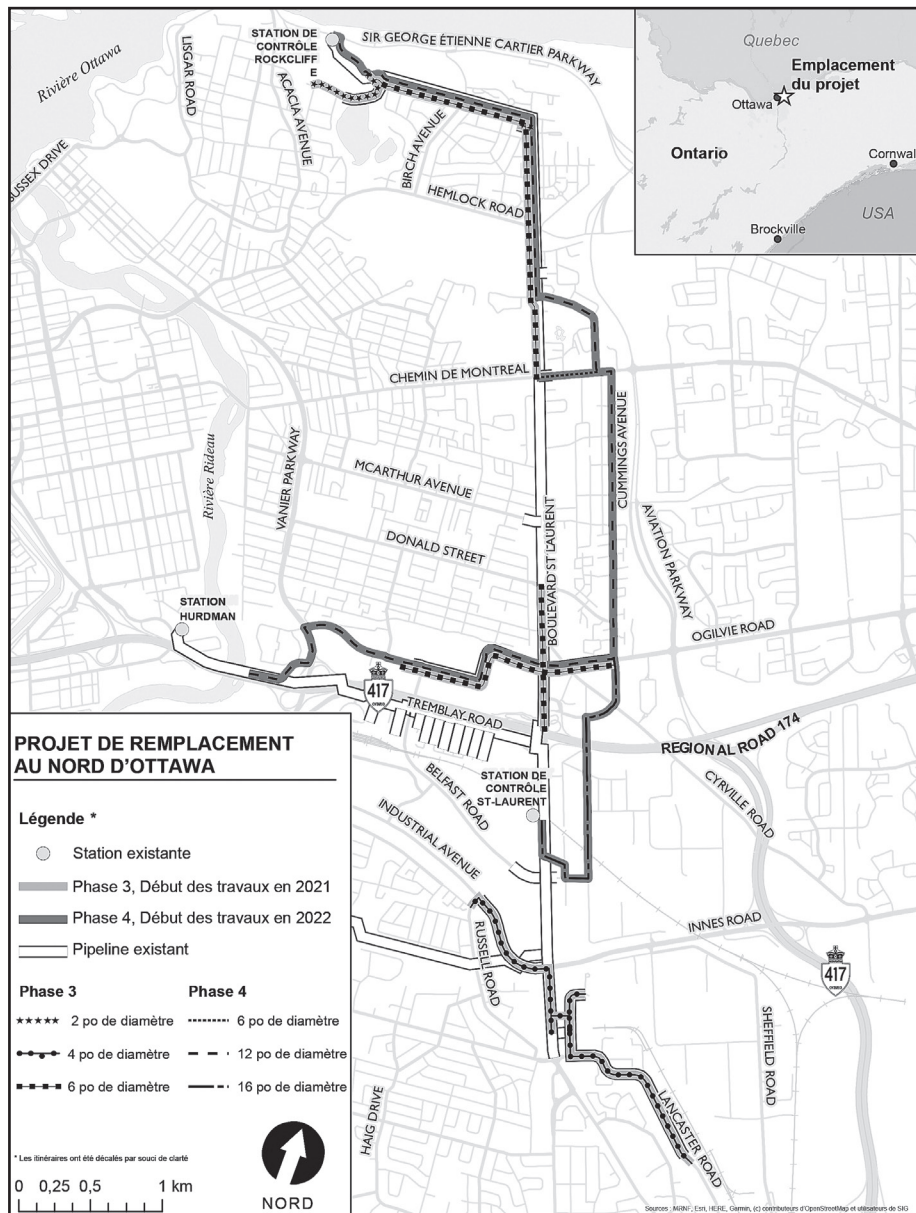 STATION DE
CONTRÔLE
ROCKCLIFF
E
SIR GEORGE ÉTIENNE CARTIER PARKWAY
Rivière Ottawa
LISGAR ROAD
ACACIA AVENUE
BIRCH AVENUE
HEMLOCK ROAD
SUSSEX DRIVE
Quebec
Emplacement
du projet
Ottawa
Ontario
Cornwal
USA
Brockville
CHEMIN DE MONTREAL
CUMMINGS AVENUE
Rivière Rideau
VANIER PARKWAY
MCARTHUR AVENUE
DONALD STREET
BOULEVARD ST LAURENT
AVIATION PARKWAY
OGILVIE ROAD
STATION
HURDMAN
417
TREMBLAY ROAD
REGIONAL ROAD 174
BELFAST ROAD
STATION DE
CONTRÔLE
ST-LAURENT
CYRVILLE ROAD
INDUSTRIAL AVENUE
INNES ROAD
RUSSELL ROAD
417
SHEFFIELD ROAD
HAIG DRIVE
LANCASTER ROAD
PROJET DE REMPLACEMENT
AU NORD D'OTTAWA
Légende *
Station existante
Phase 3, Début des travaux en 2021
Phase 4, Début des travaux en 2022
Pipeline existant
Phase 3 Phase 4
2 po de diamètre 6 po de diamètre
4 po de diamètre 12 po de diamètre
6 po de diamètre 16 po de diamètre
* Les itinéraires ont été décalés par souci de clarté
0 0,25 0,5 1 km
NORD
Sources : MRNF, Esri, HERE, Garmin, (c) contributeurs d'OpenStreetMap et utilisateurs de SIG